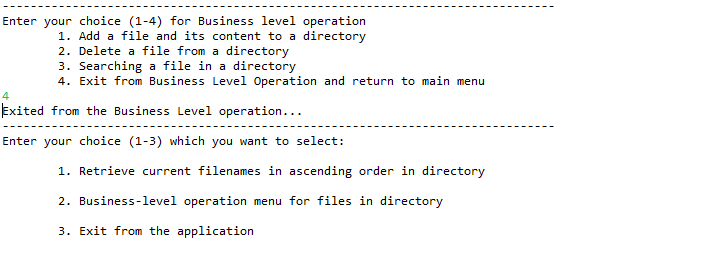 -------------------------------------------------------------------------------
Enter your choice (1-4) for Business level operation
1. Add a file and its content to a directory
2. Delete a file from a directory
3. Searching a file in a directory
4. Exit from Business Level Operation and return to main menu
4
Exited from the Business Level operation...
-------------------------------------------------------------------------------
Enter your choice (1-3) which you want to select:
1. Retrieve current filenames in ascending order in directory
2. Business-level operation menu for files in directory
3. Exit from the application